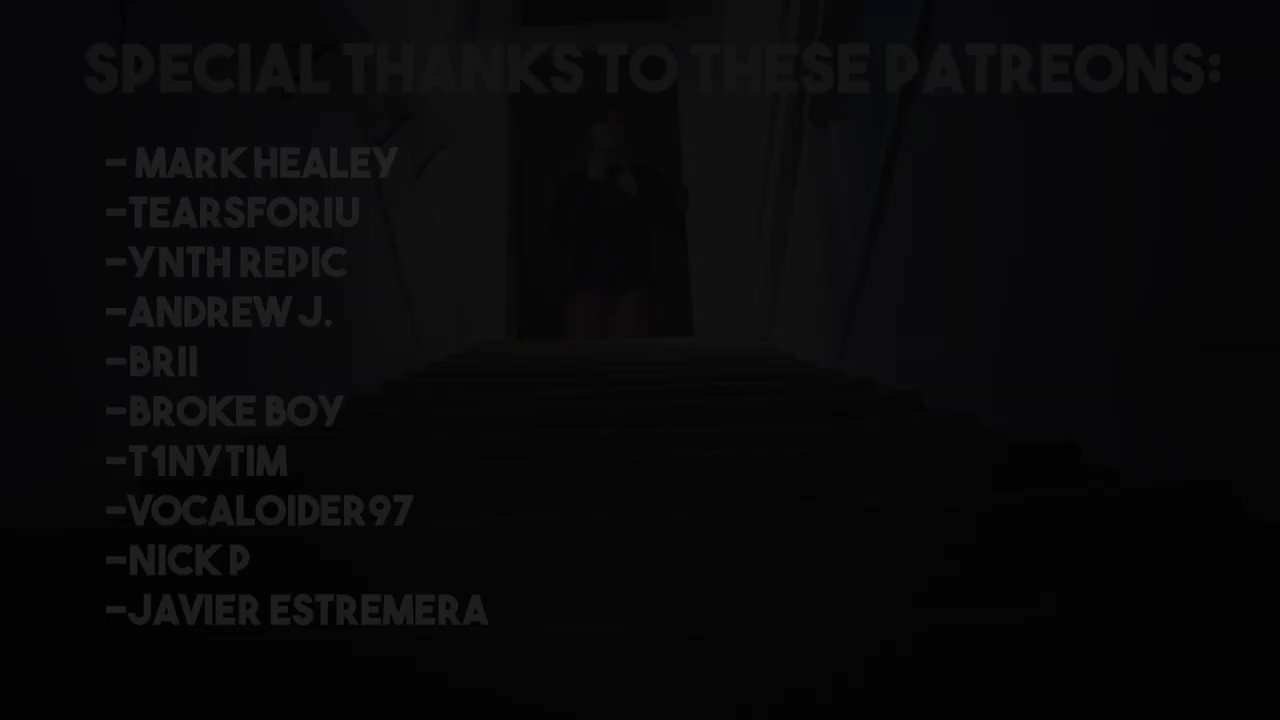 SPECIAL THANKS TO THESE PATREONS:
- MARK HEALEY
-TEARSFORIU
-YNTH REPIC
-ANDREW J.
-BRII
-BROKE BOY
-T1NYTIM
-VOCALOIDER97
-NICK P
-JAVIER ESTREMERA